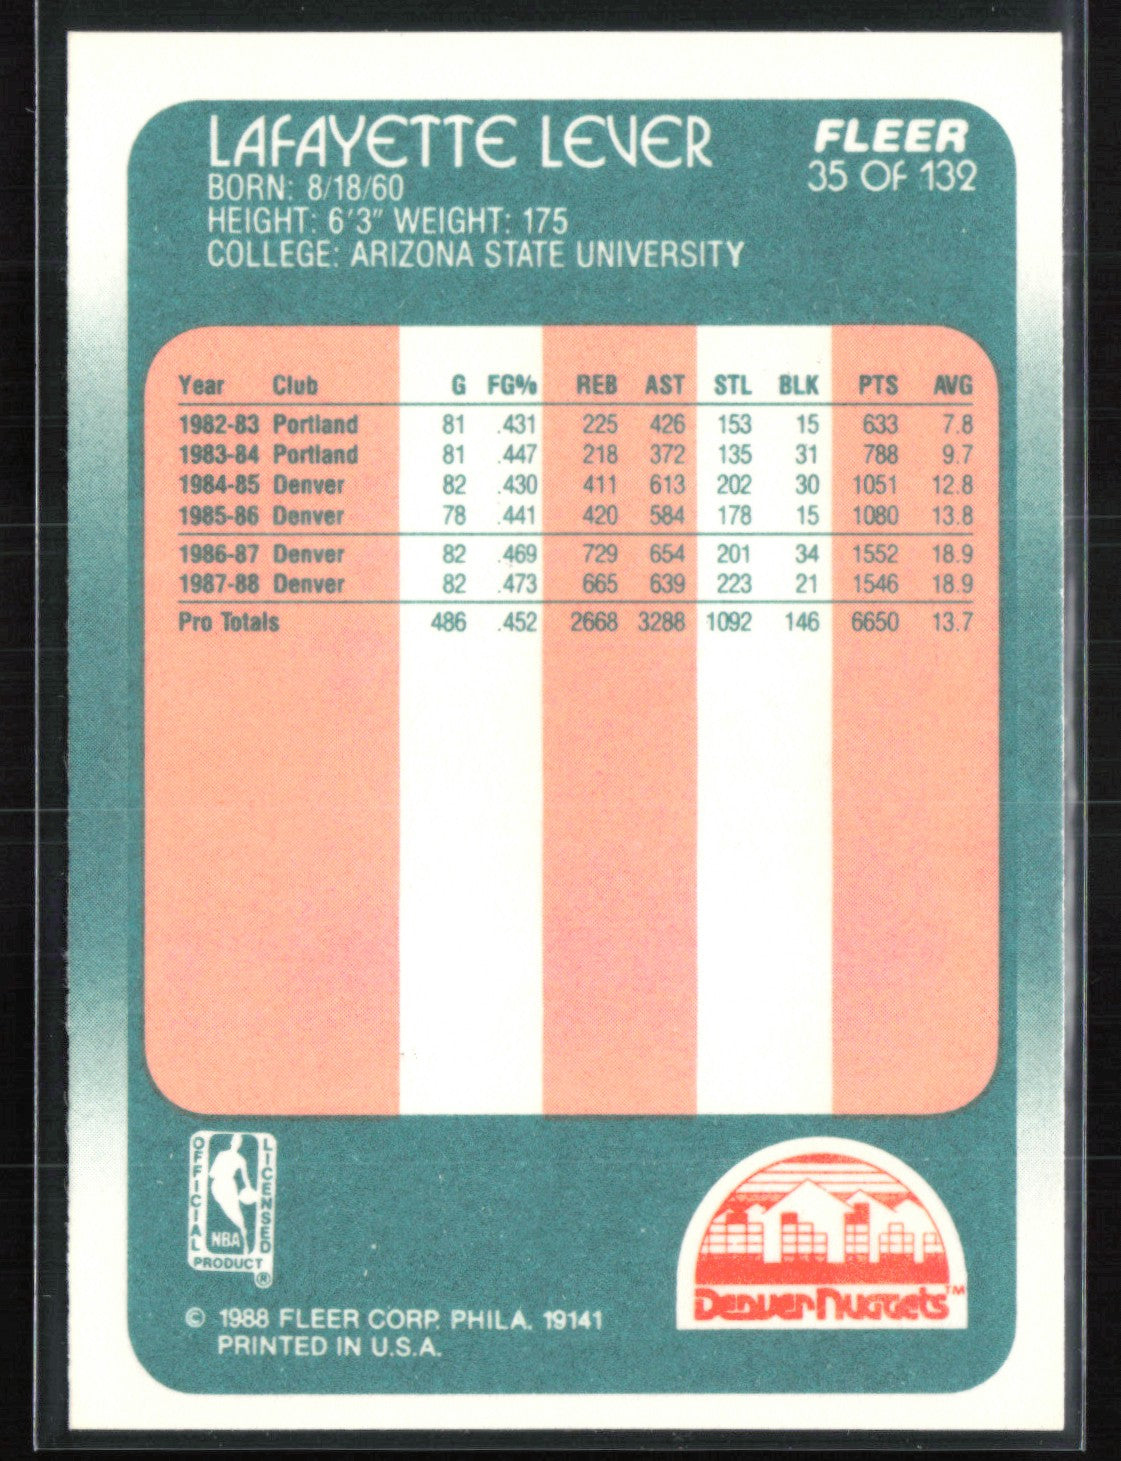 LAFAYETTE LEVER
FLEER
35 OF 132
BORN: 8/18/60
HEIGHT: 6'3" WEIGHT: 175
COLLEGE: ARIZONA STATE UNIVERSITY
Year Club G FG% REB AST STL BLK PTS AVG
1982-83 Portland 81 .431 225 426 153 15 633 7.8
1983-84 Portland 81 .447 218 372 135 31 788 9.7
1984-85 Denver 82 .430 411 613 202 30 1051 12.8
1985-86 Denver 78 .441 420 584 178 15 1080 13.8
1986-87 Denver 82 .469 729 654 201 34 1552 18.9
1987-88 Denver 82 .473 665 639 223 21 1546 18.9
Pro Totals 486 .452 2668 3288 1092 146 6650 13.7
OFFICIAL
LICENSED
NBA
PRODUCT
®
Denver Nuggets™
© 1988 FLEER CORP. PHILA. 19141
PRINTED IN U.S.A.